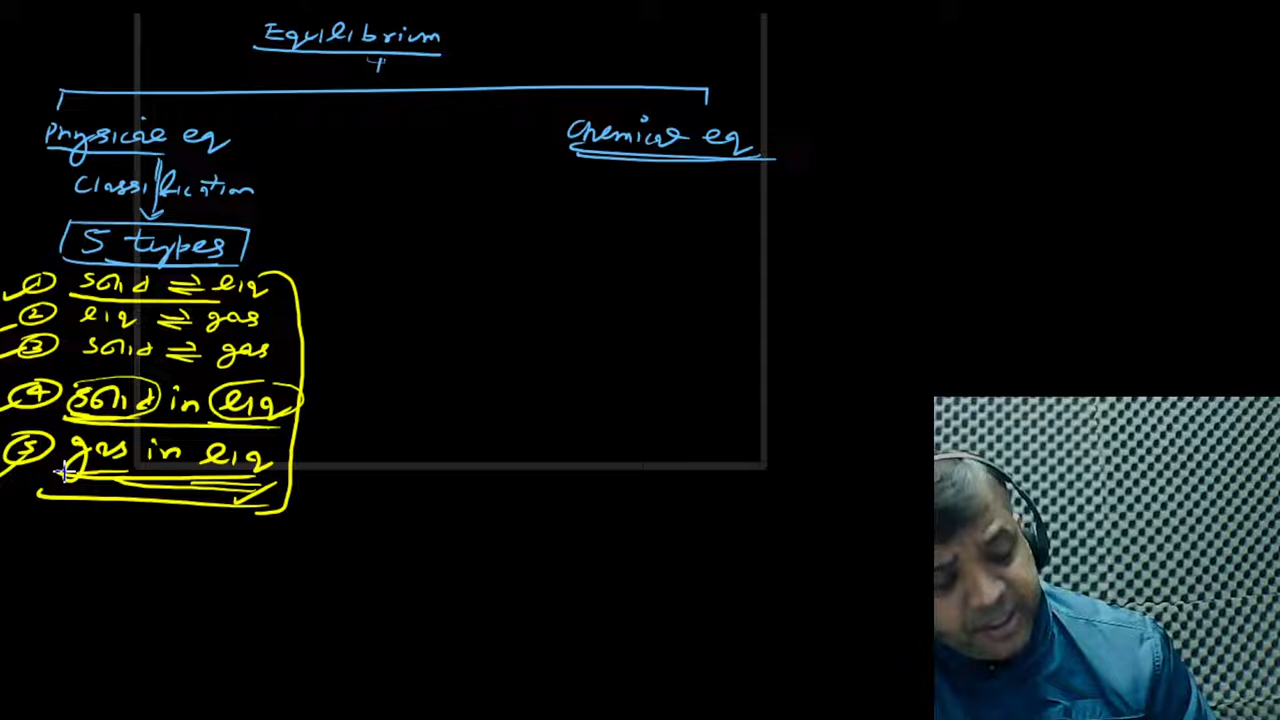 Equilibrium
Physical eq
Chemical eq
Classification
5 types
① solid ⇌ liq
② liq ⇌ gas
③ solid ⇌ gas
④ solid in liq
⑤ gas in liq